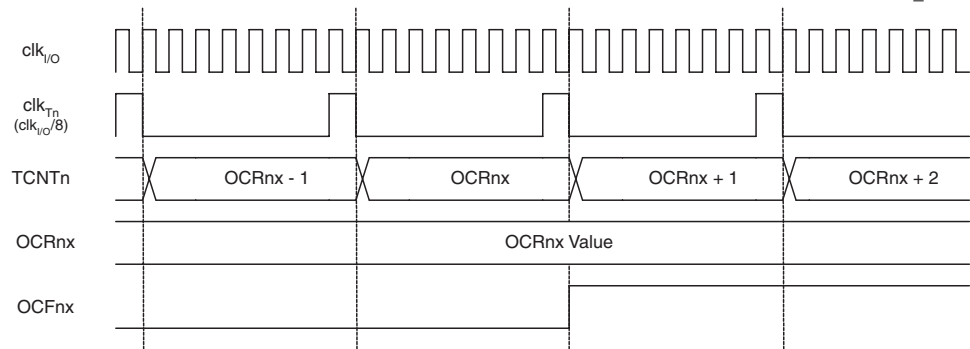 clkI/O
clkTn
(clkI/O/8)
TCNTn OCRnx - 1 OCRnx OCRnx + 1 OCRnx + 2
OCRnx OCRnx Value
OCFnx